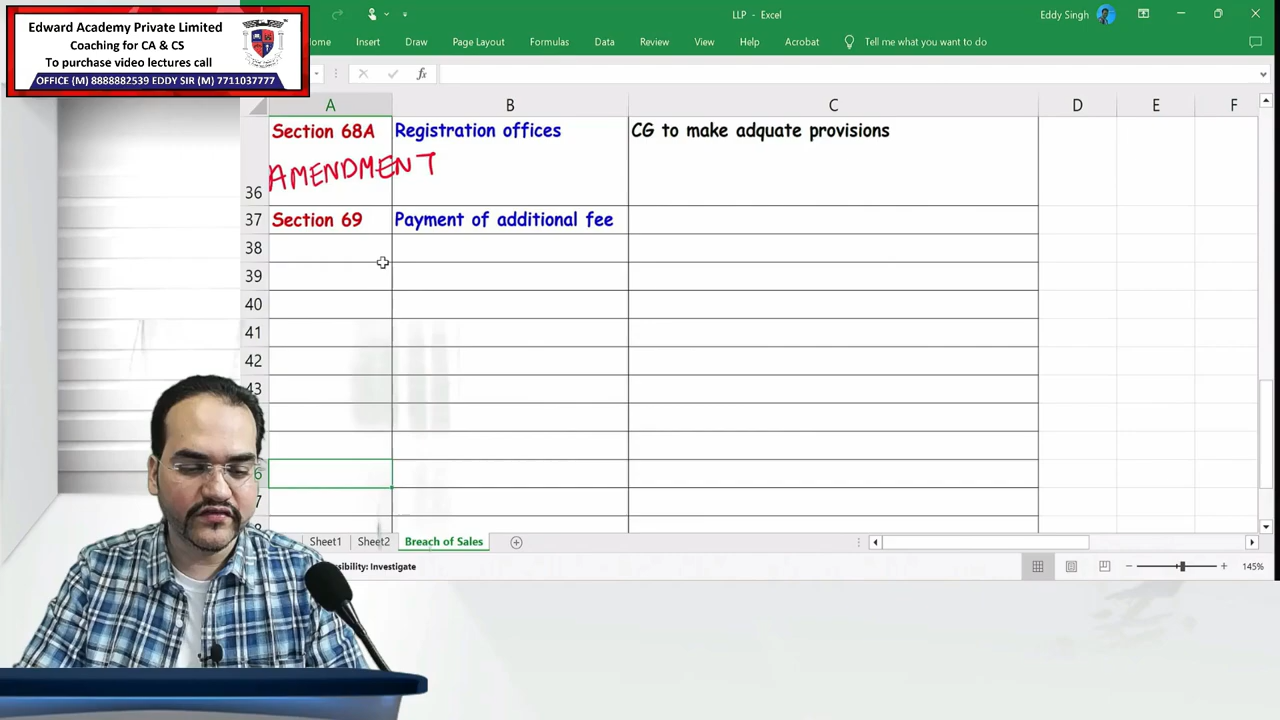 Edward Academy Private Limited
Coaching for CA & CS
To purchase video lectures call
OFFICE (M) 8888882539 EDDY SIR (M) 7711037777
LLP - Excel
Eddy Singh
Home Insert Draw Page Layout Formulas Data Review View Help Acrobat Tell me what you want to do
fx
A B C D E F
Section 68A Registration offices CG to make adquate provisions
AMENDMENT
36
37 Section 69 Payment of additional fee
38
39
40
41
42
43
6
7
8
Sheet1 Sheet2 Breach of Sales
sibility: Investigate
145%